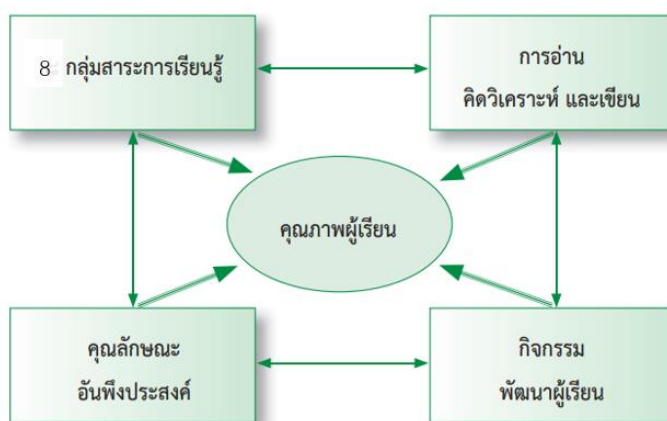 8 กลุ่มสาระการเรียนรู้
การอ่าน
คิดวิเคราะห์ และเขียน
คุณภาพผู้เรียน
คุณลักษณะ
อันพึงประสงค์
กิจกรรม
พัฒนาผู้เรียน